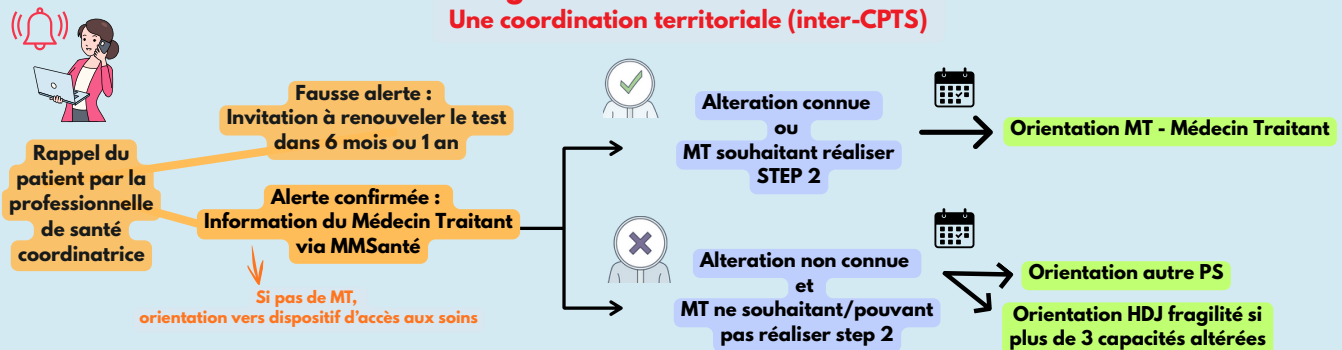 Une coordination territoriale (inter-CPTS)
Rappel du
patient par la
professionnelle
de santé
coordinatrice
Fausse alerte :
Invitation à renouveler le test
dans 6 mois ou 1 an
Alerte confirmée :
Information du Médecin Traitant
via MMSanté
Si pas de MT,
orientation vers dispositif d'accès aux soins
Alteration connue
ou
MT souhaitant réaliser
STEP 2
Orientation MT - Médecin Traitant
Alteration non connue
et
MT ne souhaitant/pouvant
pas réaliser step 2
Orientation autre PS
Orientation HDJ fragilité si
plus de 3 capacités altérées